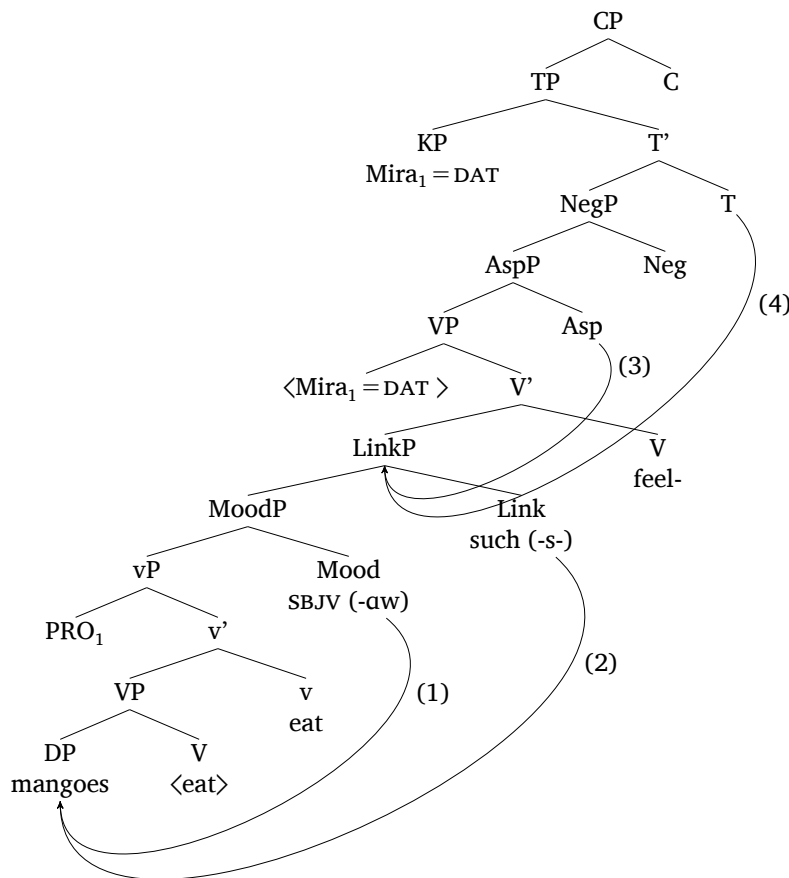 CP
TP C
KP T'
Mira₁ = DAT
NegP T
AspP Neg
(4)
VP Asp
(3)
<Mira₁ = DAT > V'
LinkP V
feel-
MoodP Link
such (-s-)
vP Mood
SBJV (-ɑw)
PRO₁ v'
(2)
VP v
eat
(1)
DP V
mangoes <eat>